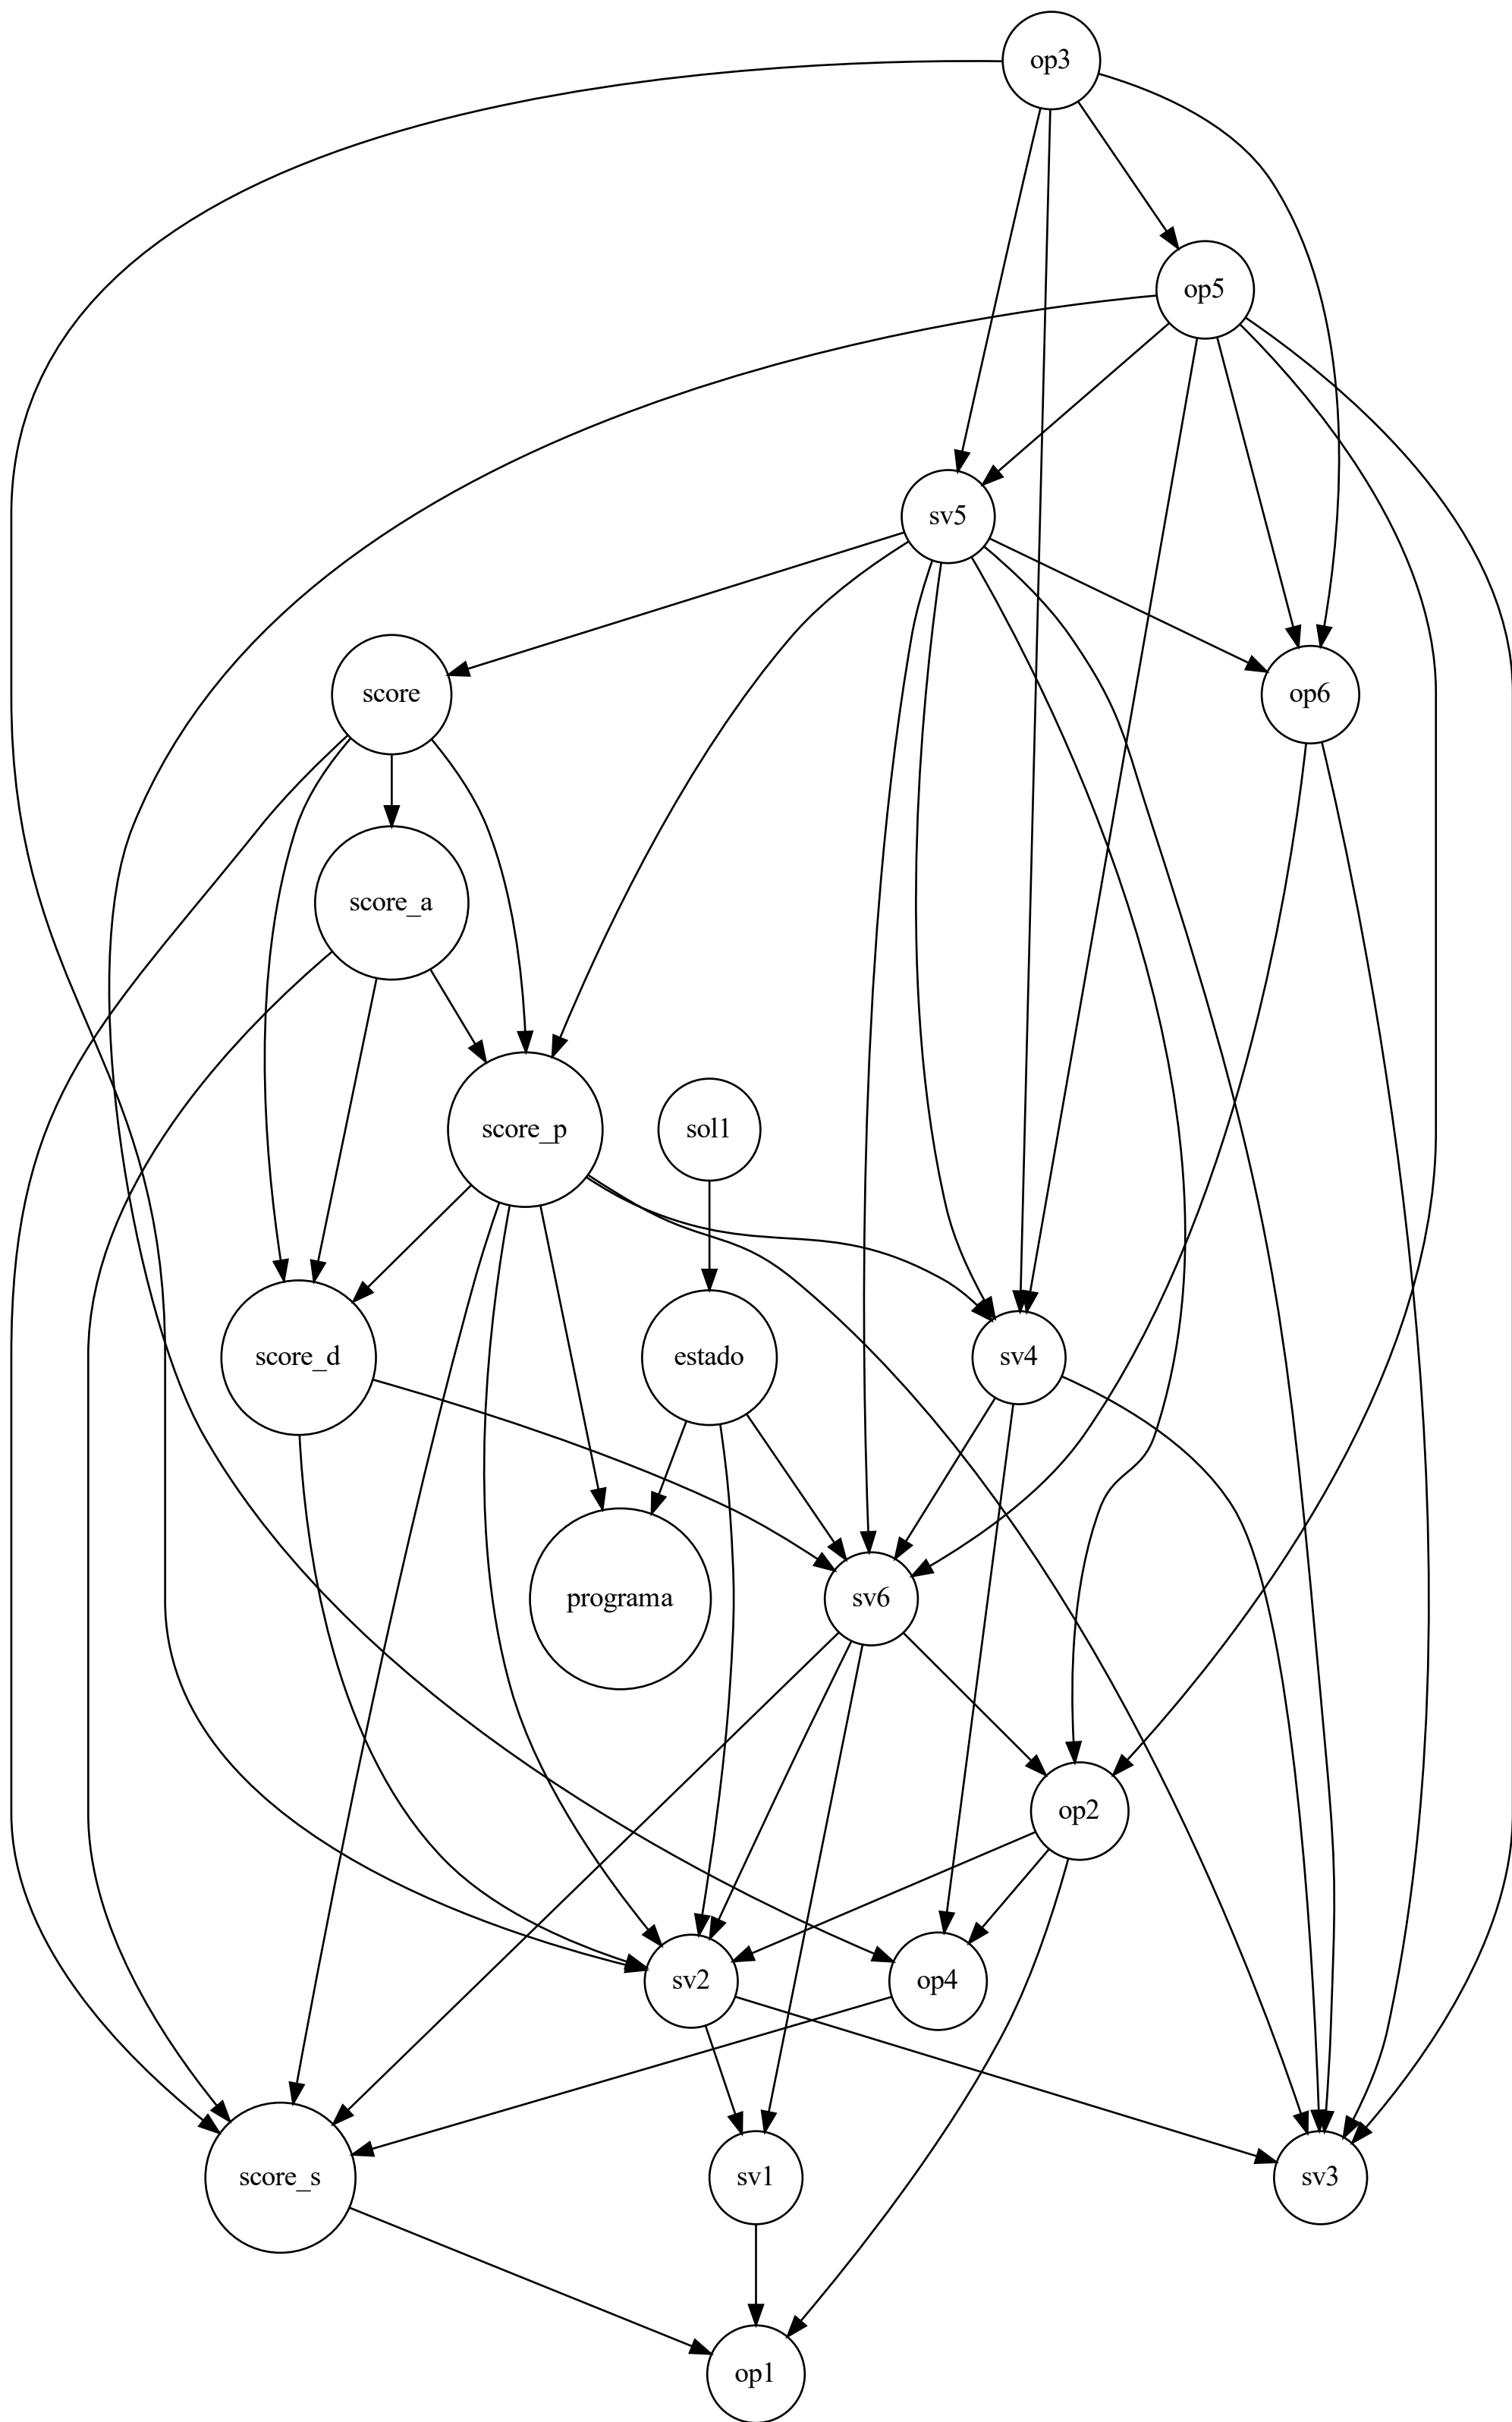 op3
op5
sv5
score
op6
score_a
score_p
sol1
score_d
estado
sv4
programa
sv6
op2
sv2
op4
score_s
sv1
sv3
op1